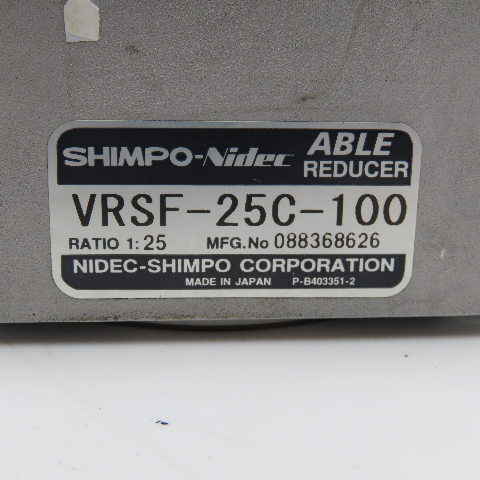 SHIMPO-Nidec ABLE REDUCER
VRSF-25C-100
RATIO 1: 25 MFG.No 088368626
NIDEC-SHIMPO CORPORATION
MADE IN JAPAN P-B403351-2